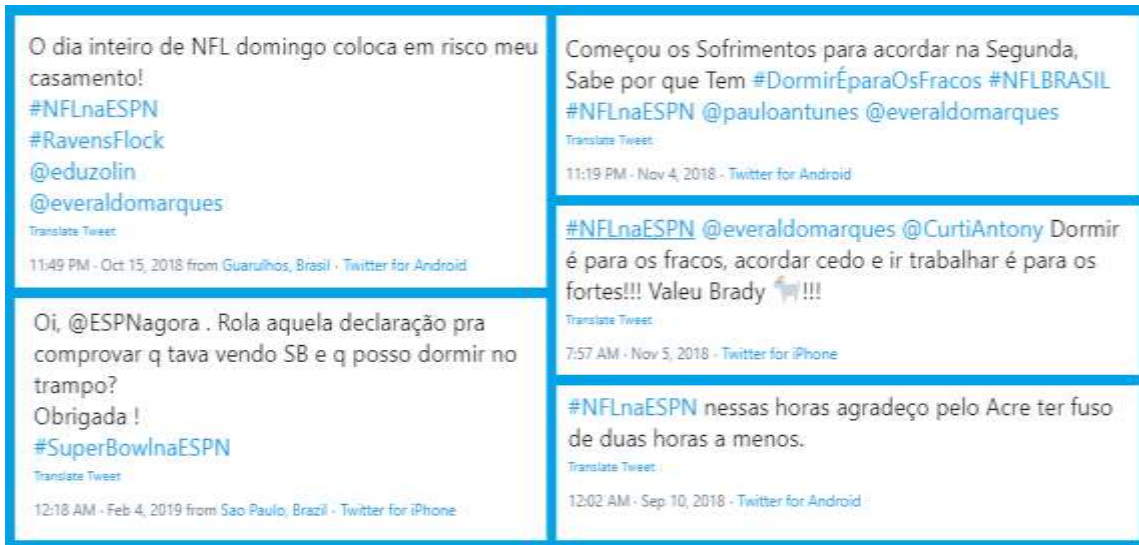 O dia inteiro de NFL domingo coloca em risco meu
casamento!
#NFLnaESPN
#RavensFlock
@eduzolin
@everaldomarques
Translate Tweet
11:49 PM · Oct 15, 2018 from Guarulhos, Brasil · Twitter for Android
Oi, @ESPNagora . Rola aquela declaração pra
comprovar q tava vendo SB e q posso dormir no
trampo?
Obrigada !
#SuperBowlnaESPN
Translate Tweet
12:18 AM · Feb 4, 2019 from Sao Paulo, Brazil · Twitter for iPhone
Começou os Sofrimentos para acordar na Segunda,
Sabe por que Tem #DormirÉparaOsFracos #NFLBRASIL
#NFLnaESPN @pauloantunes @everaldomarques
Translate Tweet
11:19 PM · Nov 4, 2018 · Twitter for Android
#NFLnaESPN @everaldomarques @CurtiAntony Dormir
é para os fracos, acordar cedo e ir trabalhar é para os
fortes!!! Valeu Brady 🐐!!!
Translate Tweet
7:57 AM · Nov 5, 2018 · Twitter for iPhone
#NFLnaESPN nessas horas agradeço pelo Acre ter fuso
de duas horas a menos.
Translate Tweet
12:02 AM · Sep 10, 2018 · Twitter for Android